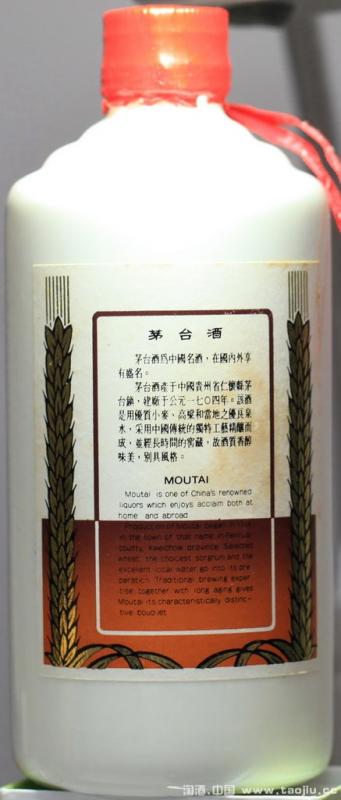 茅台酒
茅台酒爲中國名酒，在國内外享
有盛名。
茅台酒產于中國貴州省仁懷縣茅
台鎮，建廠于公元一七〇四年。該酒
是用優質小麥、高粱和當地之優良泉
水，采用中國傳統的獨特工藝精釀而
成，並經長時間的窖藏，故酒質香醇
味美，別具風格。
MOUTAI
Moutai is one of China's renowned
liquors which enjoys acclaim both at
home and abroad.
Production of Moutai began in 1704
in the town of that name in Renhuai
county, Kweichow province. Selected
wheat, the choicest sorghun and the
excellent local water go into its pre
paration. Traditional brewing exper
tise together with long aging gives
Moutai its characteristically distinc-
tive bouquet
淘酒.中国 www.taojiu.cc